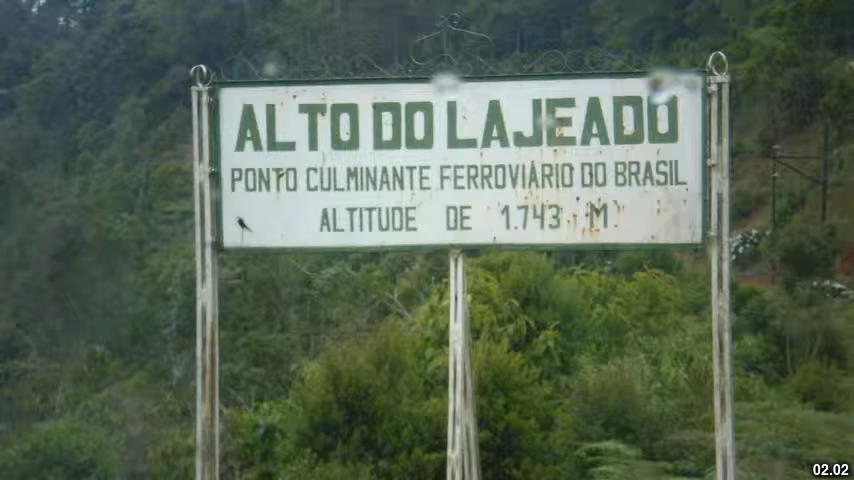 ALTO DO LAJEADO
PONTO CULMINANTE FERROVIÁRIO DO BRASIL
ALTITUDE DE 1.743 M
02.02